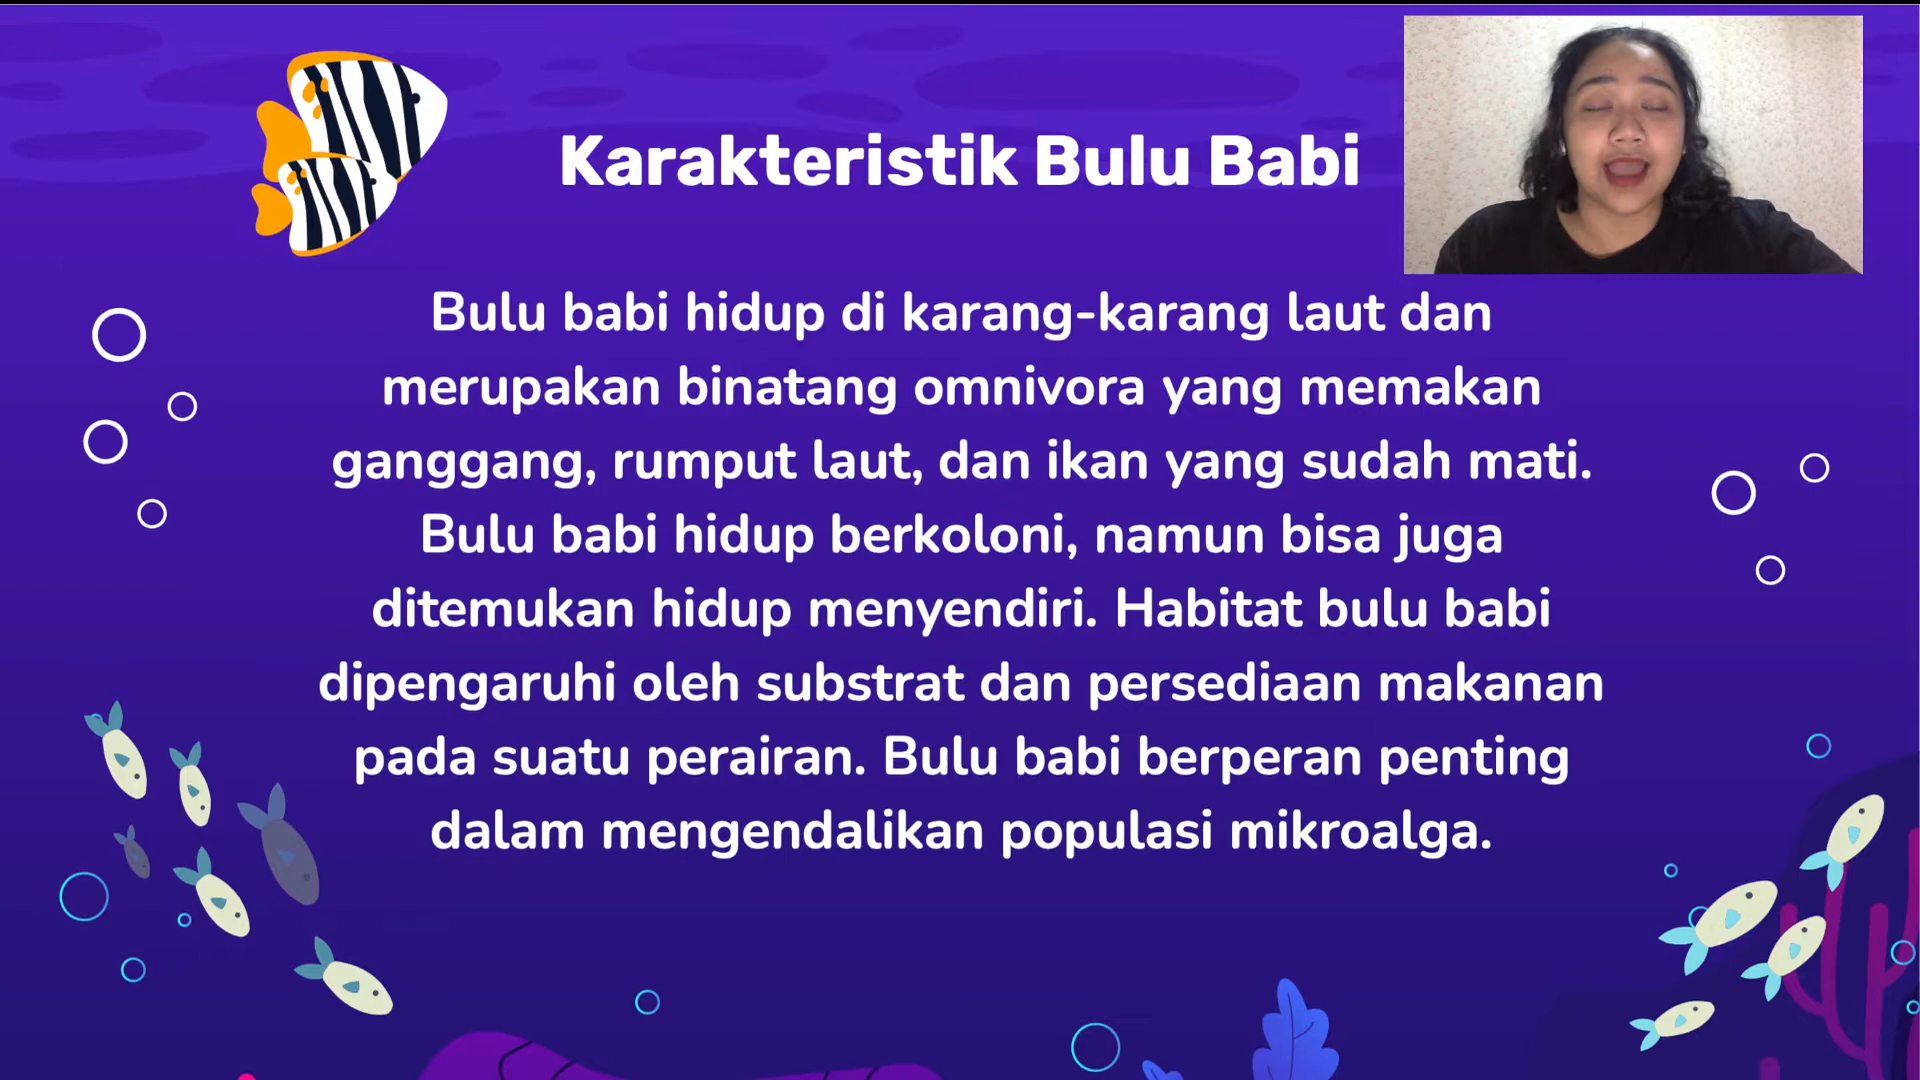 Karakteristik Bulu Babi
Bulu babi hidup di karang-karang laut dan
merupakan binatang omnivora yang memakan
ganggang, rumput laut, dan ikan yang sudah mati.
Bulu babi hidup berkoloni, namun bisa juga
ditemukan hidup menyendiri. Habitat bulu babi
dipengaruhi oleh substrat dan persediaan makanan
pada suatu perairan. Bulu babi berperan penting
dalam mengendalikan populasi mikroalga.